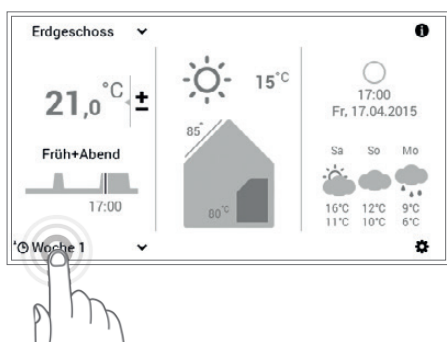 Erdgeschoss
21,0 °C ±
Früh+Abend
17:00
Woche 1
15°C
85°
80°C
17:00
Fr, 17.04.2015
Sa So Mo
16°C 12°C 9°C
11°C 10°C 6°C